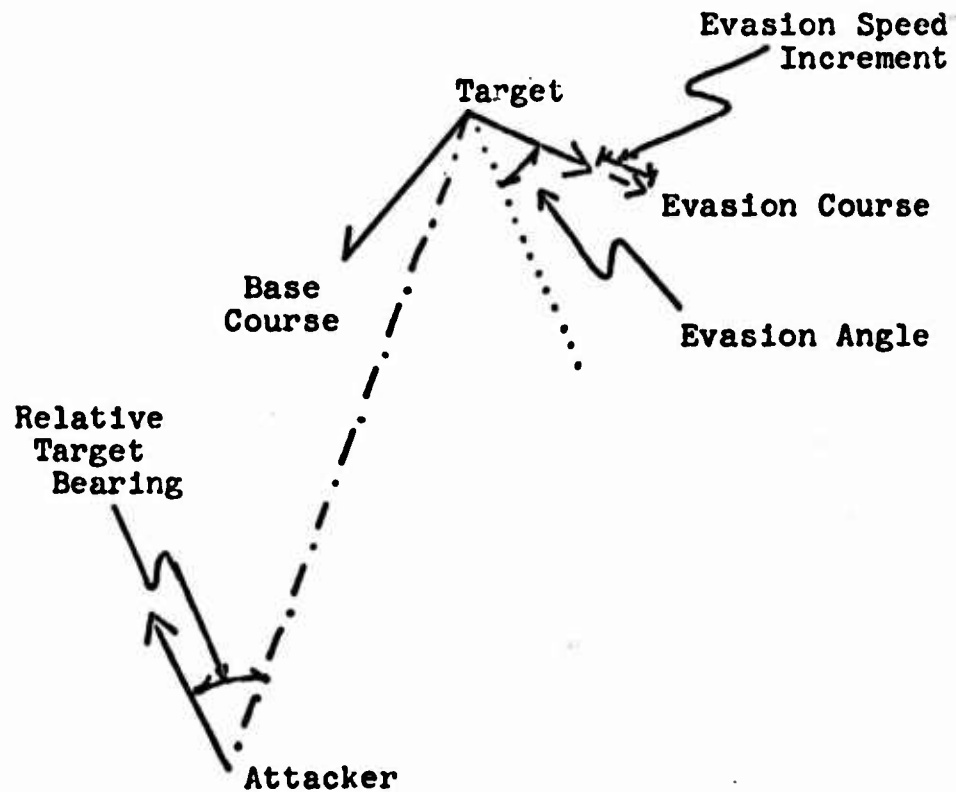 Evasion Speed
Increment
Target
Evasion Course
Base
Course
Evasion Angle
Relative
Target
Bearing
Attacker